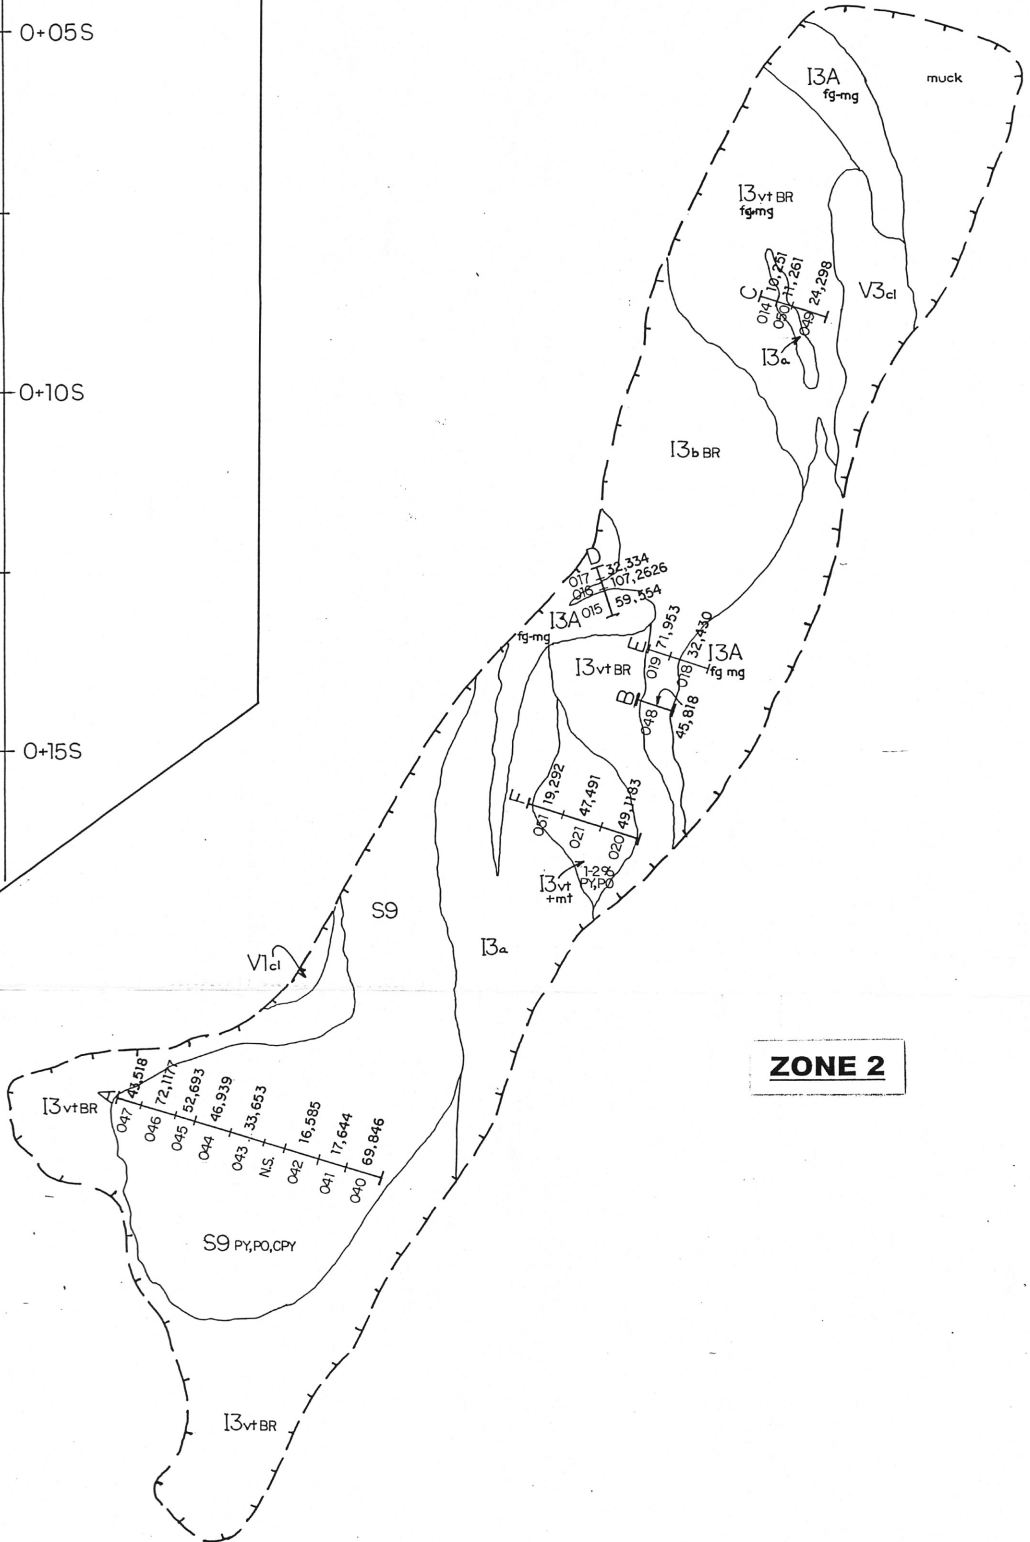 0+05S
I3A
fg-mg
muck
I3vt BR
fg-mg
V3cl
C
014 10,251
050 11,261
049 24,298
I3a
0+10S
I3b BR
D
017 32,334
016 107,2626
015 59,554
I3A
fg-mg
E
019 71,953
018 32,430
I3A
fg mg
I3vt BR
B
048 45,818
0+15S
F
051 19,292
021 47,491
020 49,1183
1-2%
PY,PO
I3vt
+mt
S9
I3a
V1cl
ZONE 2
I3vt BR
A
047 43,518
046 72,1177
045 52,693
044 46,939
043 33,653
N.S.
042 16,585
041 17,644
040 69,846
S9 PY,PO,CPY
I3vt BR